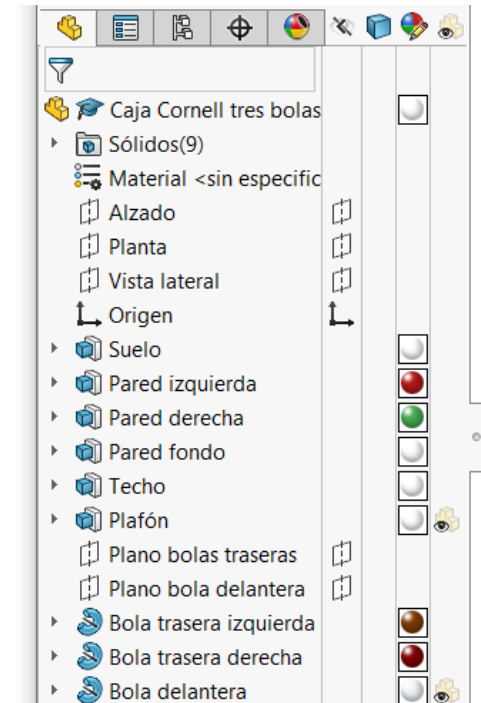 Caja Cornell tres bolas
Sólidos(9)
Material <sin especific
Alzado
Planta
Vista lateral
Origen
Suelo
Pared izquierda
Pared derecha
Pared fondo
Techo
Plafón
Plano bolas traseras
Plano bola delantera
Bola trasera izquierda
Bola trasera derecha
Bola delantera